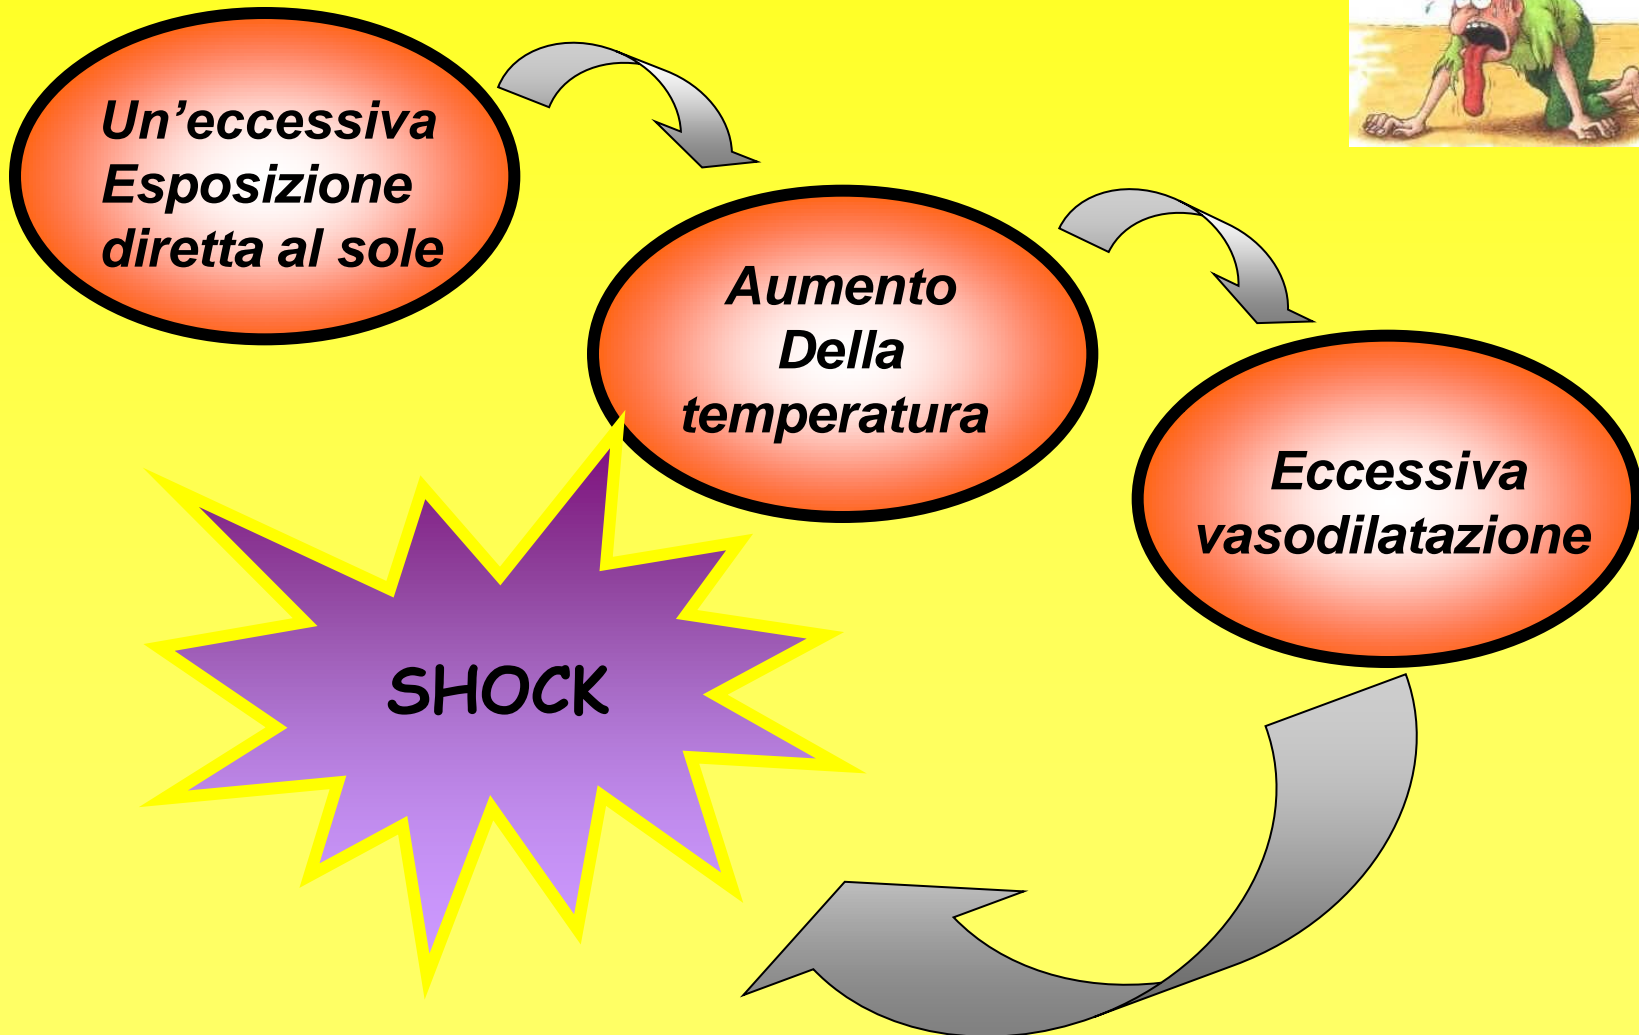 Un’eccessiva
Esposizione
diretta al sole
Aumento
Della
temperatura
Eccessiva
vasodilatazione
SHOCK